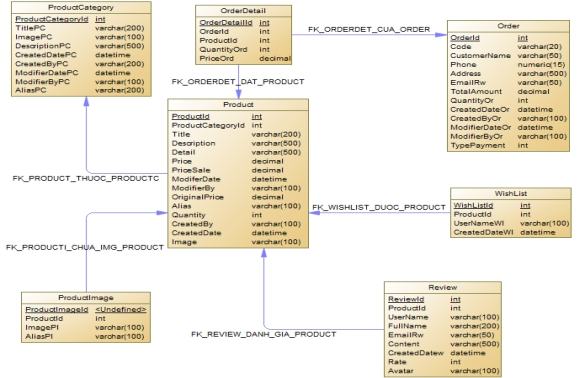 ProductCategory
ProductCategoryId int
TitlePC varchar(200)
ImagePC varchar(100)
DescriptionPC varchar(500)
CreatedDatePC datetime
CreatedByPC varchar(200)
ModifierDatePC datetime
ModifierByPC varchar(100)
AliasPC varchar(200)
OrderDetail
OrderDetailId int
OrderId int
ProductId int
QuantityOrd int
PriceOrd decimal
FK_ORDERDET_CUA_ORDER
Order
OrderId int
Code varchar(20)
CustomerName varchar(50)
Phone numeric(15)
Address varchar(500)
EmailRw varchar(50)
TotalAmount decimal
QuantityOr int
CreatedDateOr datetime
CreatedByOr varchar(100)
ModifierDateOr datetime
ModifierByOr varchar(100)
TypePayment int
FK_ORDERDET_DAT_PRODUCT
Product
ProductId int
ProductCategoryId int
Title varchar(200)
Description varchar(500)
Detail varchar(500)
Price decimal
PriceSale decimal
ModiferDate datetime
ModifierBy varchar(100)
OriginalPrice decimal
Alias varchar(100)
Quantity int
CreatedBy varchar(100)
CreatedDate datetime
Image varchar(100)
FK_PRODUCT_THUOC_PRODUCTC
FK_WISHLIST_DUOC_PRODUCT
WishList
WishListId int
ProductId int
UserNameWl varchar(100)
CreatedDateWl datetime
FK_PRODUCTI_CHUA_IMG_PRODUCT
ProductImage
ProductImageId <Undefined>
ProductId int
ImagePI varchar(100)
AliasPI varchar(100)
FK_REVIEW_DANH_GIA_PRODUCT
Review
ReviewId int
ProductId int
UserName varchar(100)
FullName varchar(200)
EmailRw varchar(50)
Content varchar(500)
CreatedDatew datetime
Rate int
Avatar varchar(100)